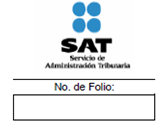 SAT
Servicio de
Administración Tributaria
No. de Folio: